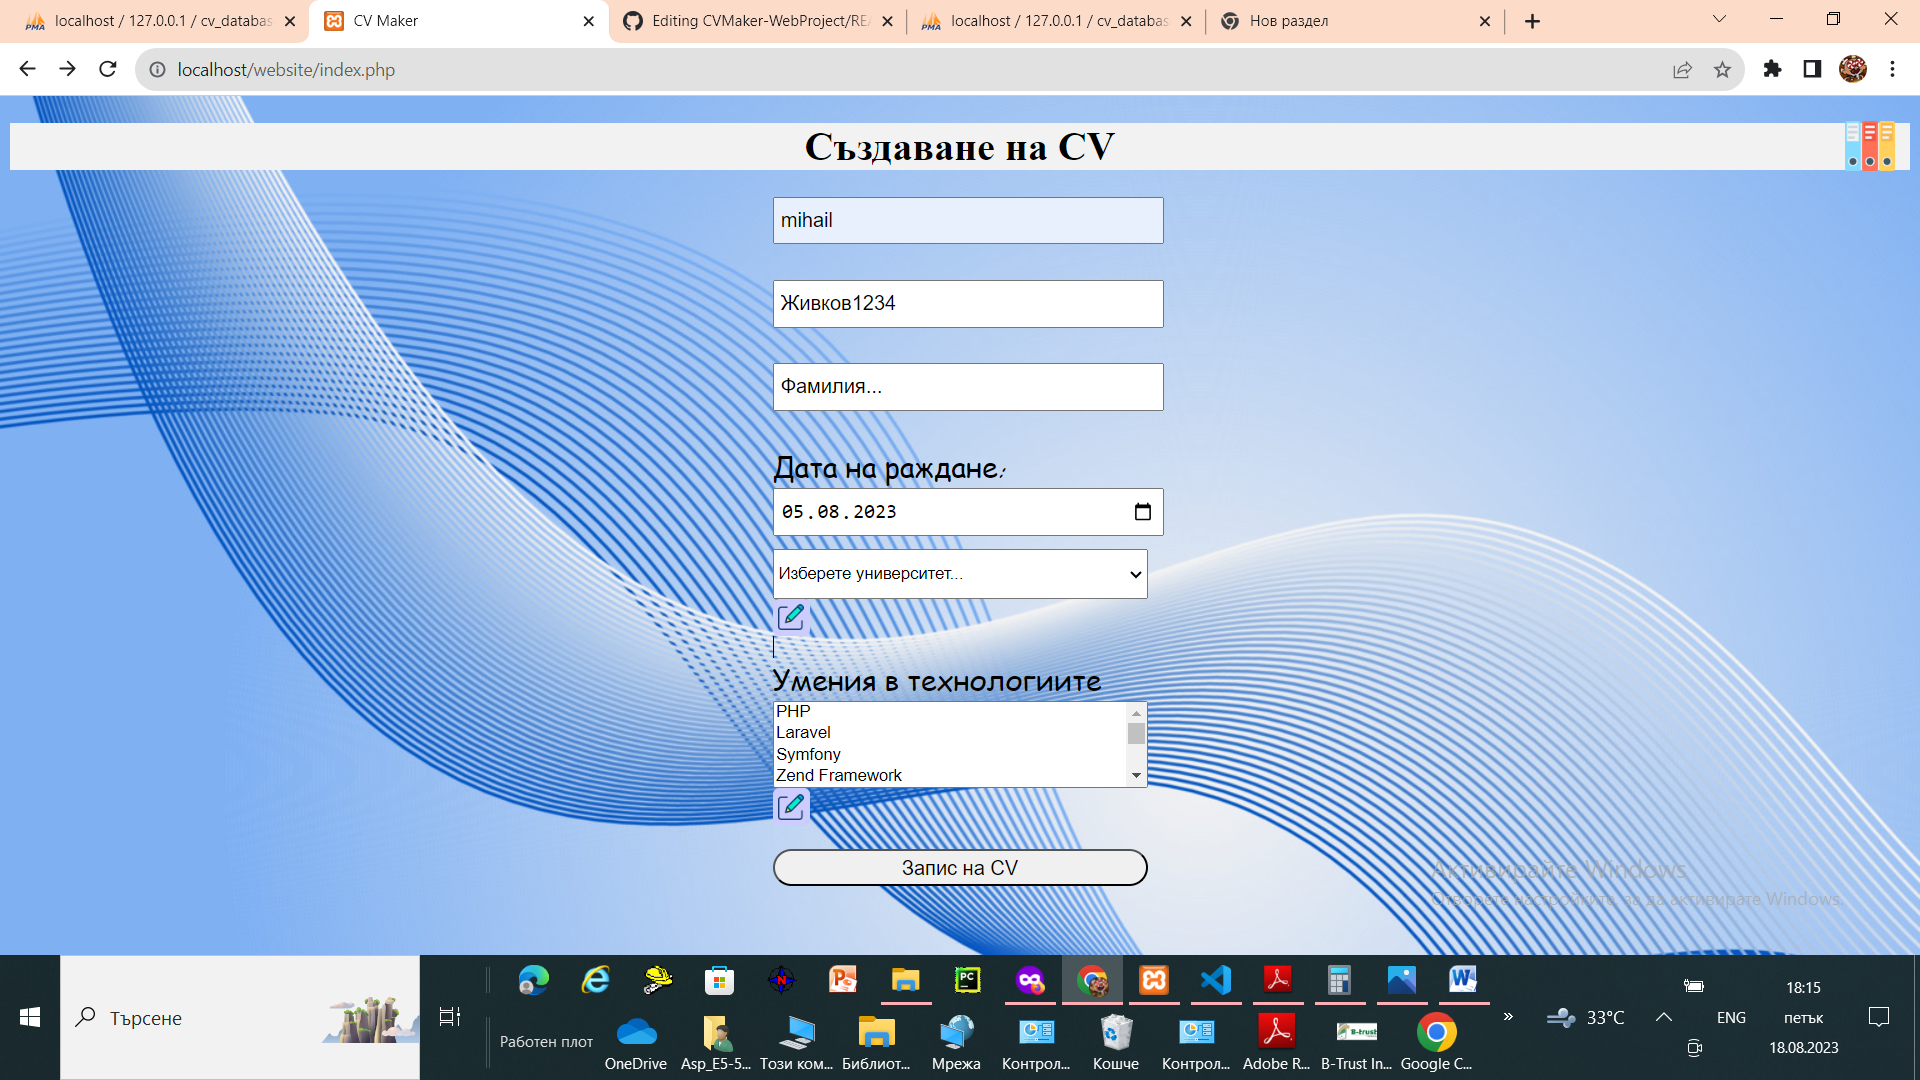 localhost / 127.0.0.1 / cv_databas
CV Maker
Editing CVMaker-WebProject/REA
localhost / 127.0.0.1 / cv_databas
Нов раздел
localhost/website/index.php
Създаване на CV
mihail
Живков1234
Фамилия...
Дата на раждане:
05.08.2023
Изберете университет...
Умения в технологиите
PHP
Laravel
Symfony
Zend Framework
Запис на CV
Активирайте Windows
Отворете настройките, за да активирате Windows.
Търсене
Работен плот
OneDrive
Asp_E5-5...
Този ком...
Библиот...
Мрежа
Контрол...
Кошче
Контрол...
Adobe R...
B-Trust In...
Google C...
»
33°C
ENG
18:15
петък
18.08.2023